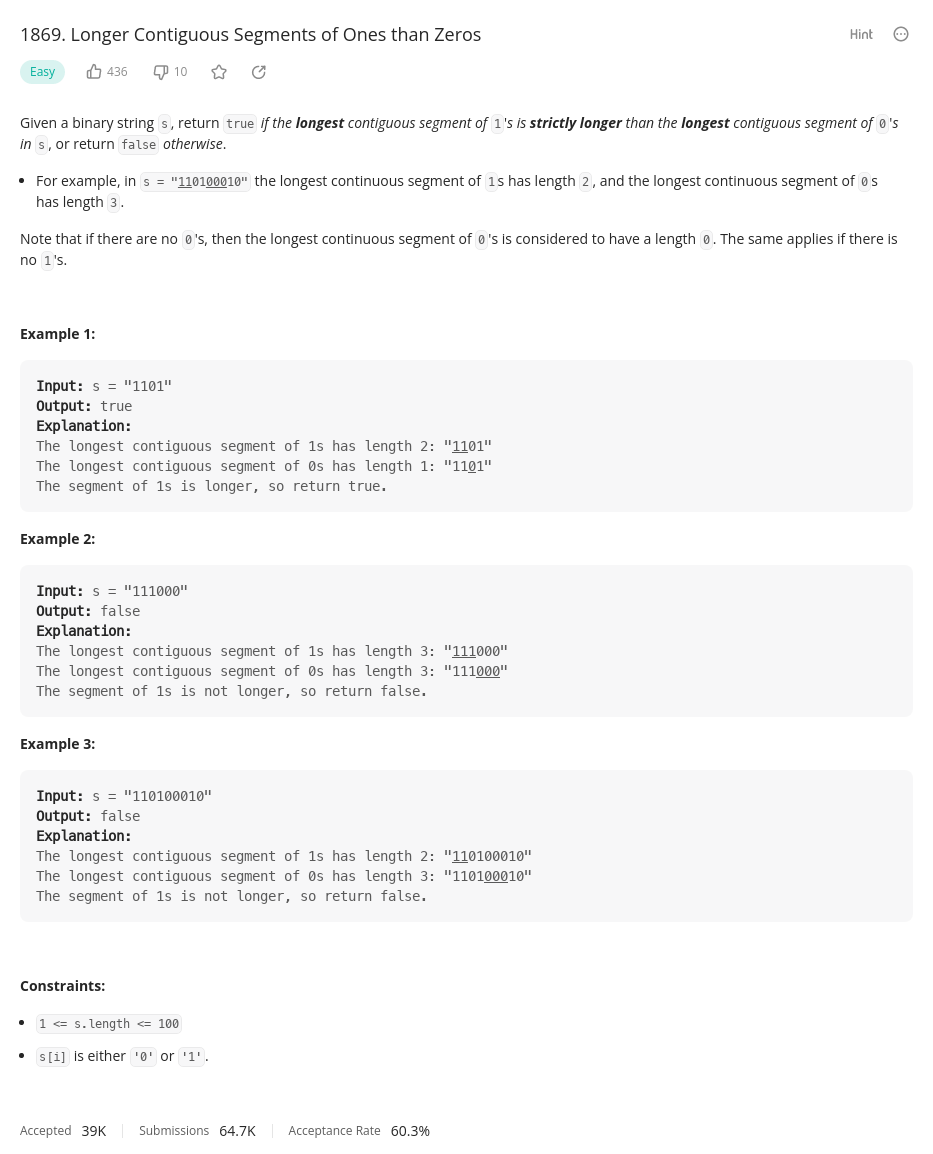 1869. Longer Contiguous Segments of Ones than Zeros
Hint
Easy 436 10
Given a binary string s, return true if the longest contiguous segment of 1's is strictly longer than the longest contiguous segment of 0's
in s, or return false otherwise.
• For example, in s = "110100010" the longest continuous segment of 1s has length 2, and the longest continuous segment of 0s
has length 3.
Note that if there are no 0's, then the longest continuous segment of 0's is considered to have a length 0. The same applies if there is
no 1's.
Example 1:
Input: s = "1101"
Output: true
Explanation:
The longest contiguous segment of 1s has length 2: "1101"
The longest contiguous segment of 0s has length 1: "1101"
The segment of 1s is longer, so return true.
Example 2:
Input: s = "111000"
Output: false
Explanation:
The longest contiguous segment of 1s has length 3: "111000"
The longest contiguous segment of 0s has length 3: "111000"
The segment of 1s is not longer, so return false.
Example 3:
Input: s = "110100010"
Output: false
Explanation:
The longest contiguous segment of 1s has length 2: "110100010"
The longest contiguous segment of 0s has length 3: "110100010"
The segment of 1s is not longer, so return false.
Constraints:
• 1 <= s.length <= 100
• s[i] is either '0' or '1'.
Accepted 39K Submissions 64.7K Acceptance Rate 60.3%